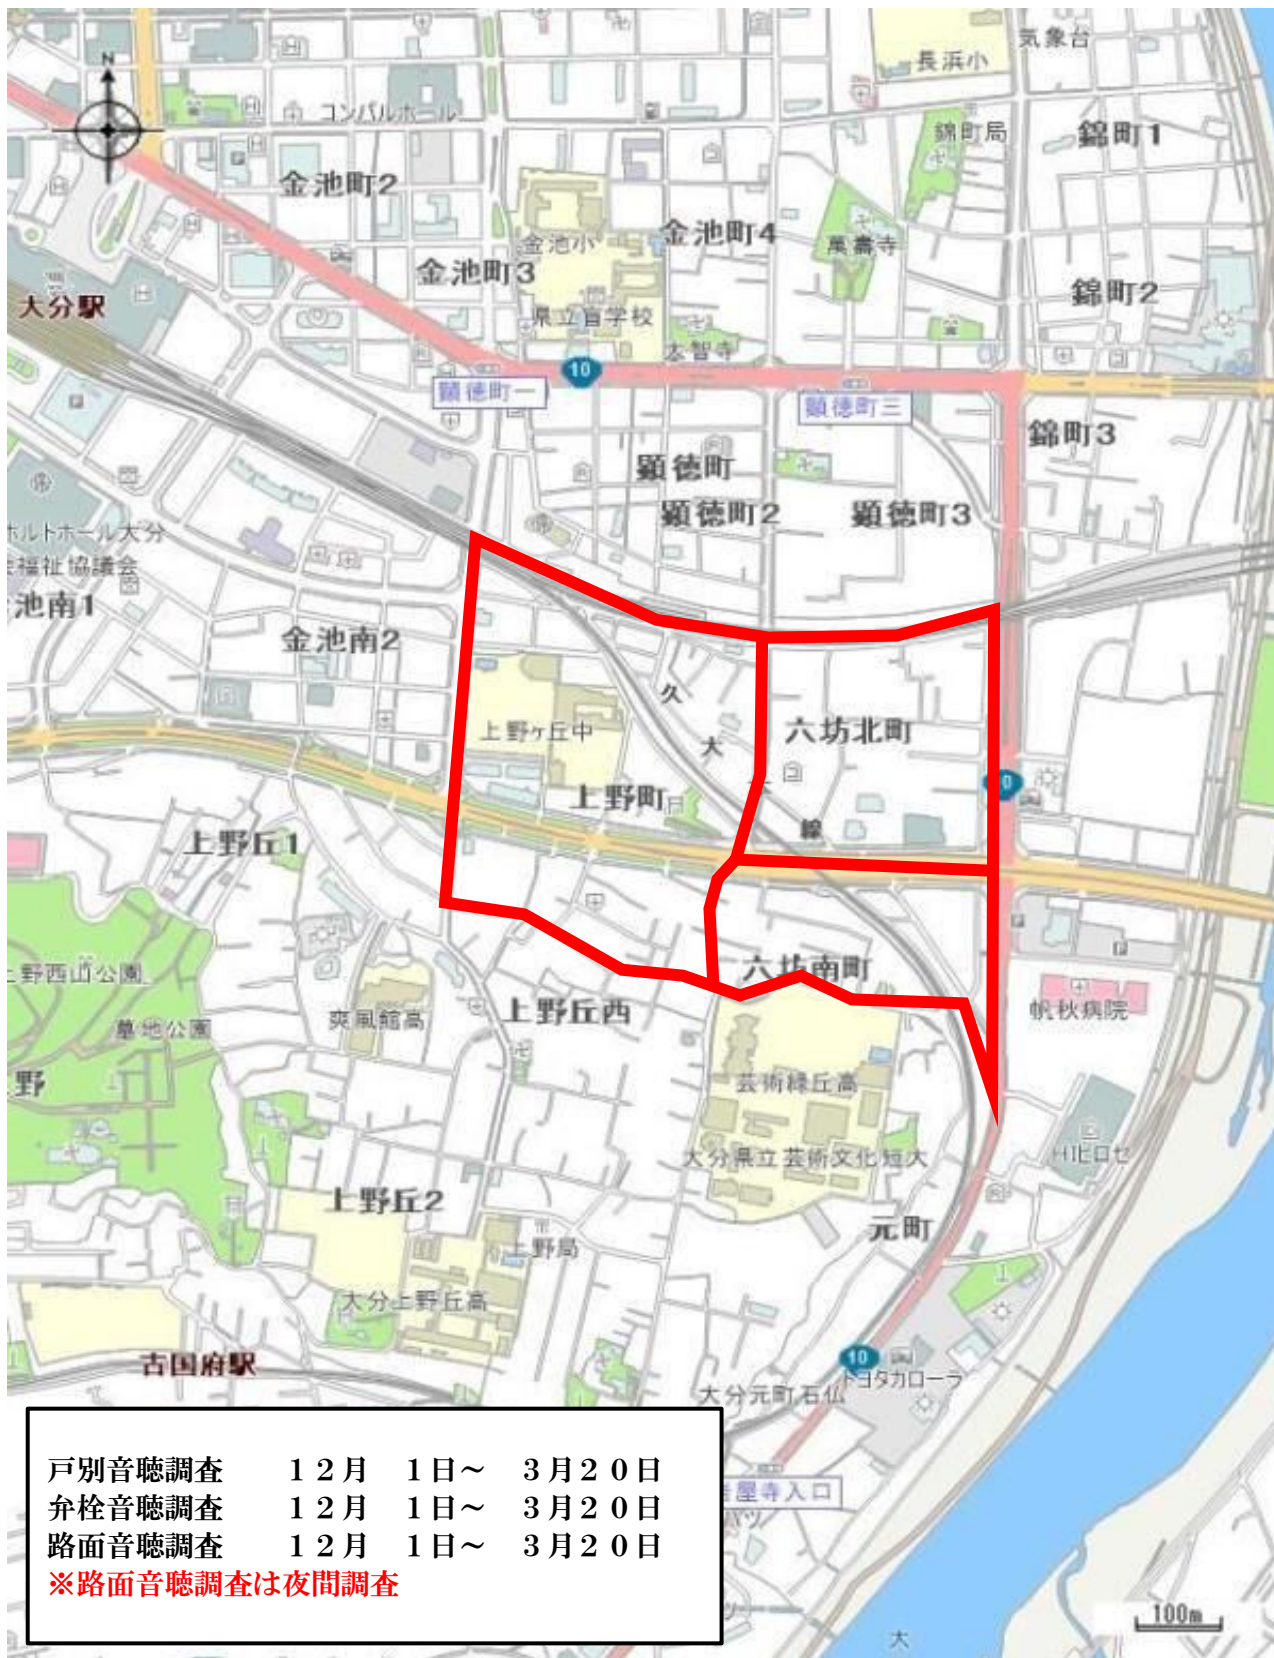 気象台
長浜小
N
コンパルホール
錦町局
錦町1
金池町2
金池小
金池町4
萬壽寺
金池町3
錦町2
大分駅
県立盲学校
大智寺
10
顕徳町一
顕徳町三
錦町3
顕徳町
顕徳町2
顕徳町3
ホルトホール大分
福祉協議会
池南1
金池南2
久
上野ヶ丘中
大
六坊北町
上野町
線
上野丘1
六坊南町
上野西山公園
墓地公園
爽風館高
上野丘西
帆秋病院
野
芸術緑丘高
大分県立芸術文化短大
H北ロセ
上野丘2
元町
上野局
大分上野丘高
古国府駅
10
トヨタカローラ
大分元町石仏
戸別音聴調査　　１２月　１日～　３月２０日
弁栓音聴調査　　１２月　１日～　３月２０日
路面音聴調査　　１２月　１日～　３月２０日
※路面音聴調査は夜間調査
屋寺入口
100m
大